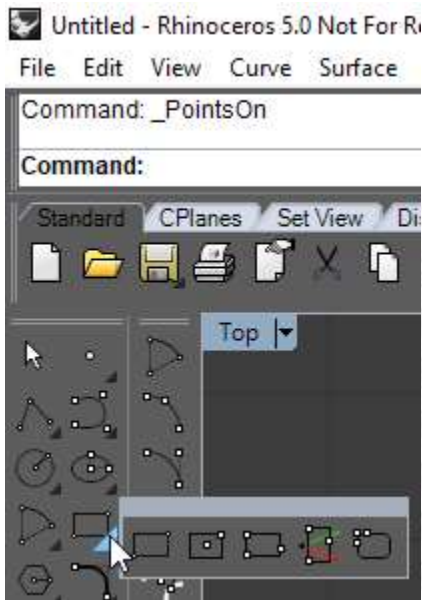 Untitled - Rhinoceros 5.0 Not For R
File Edit View Curve Surface
Command: _PointsOn
Command:
Standard CPlanes Set View Di
Top